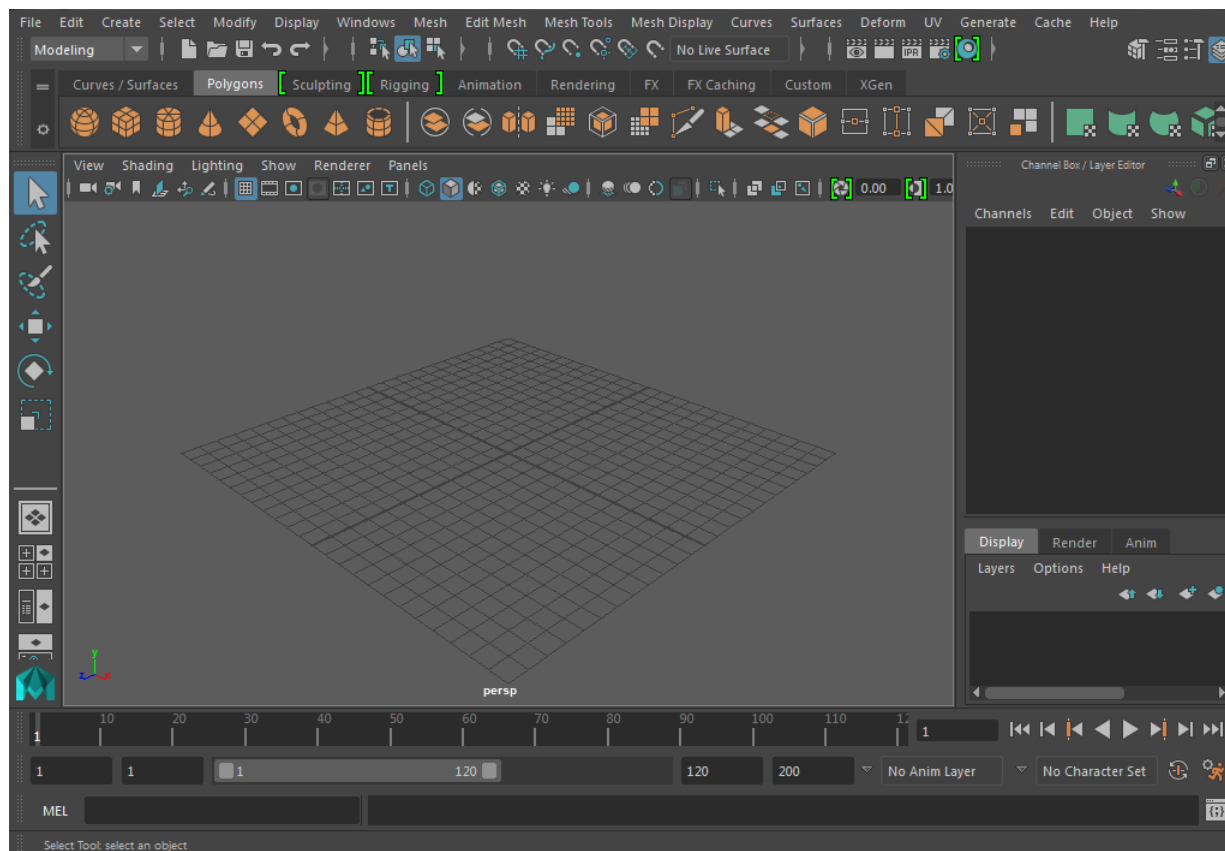 File Edit Create Select Modify Display Windows Mesh Edit Mesh Mesh Tools Mesh Display Curves Surfaces Deform UV Generate Cache Help
Modeling No Live Surface IPR
Curves / Surfaces Polygons Sculpting Rigging Animation Rendering FX FX Caching Custom XGen
View Shading Lighting Show Renderer Panels
0.00 1.0
Channel Box / Layer Editor
Channels Edit Object Show
Display Render Anim
Layers Options Help
y
z x
persp
10 20 30 40 50 60 70 80 90 100 110 12
1 1
1 1 1 120 120 200 No Anim Layer No Character Set
MEL
Select Tool: select an object